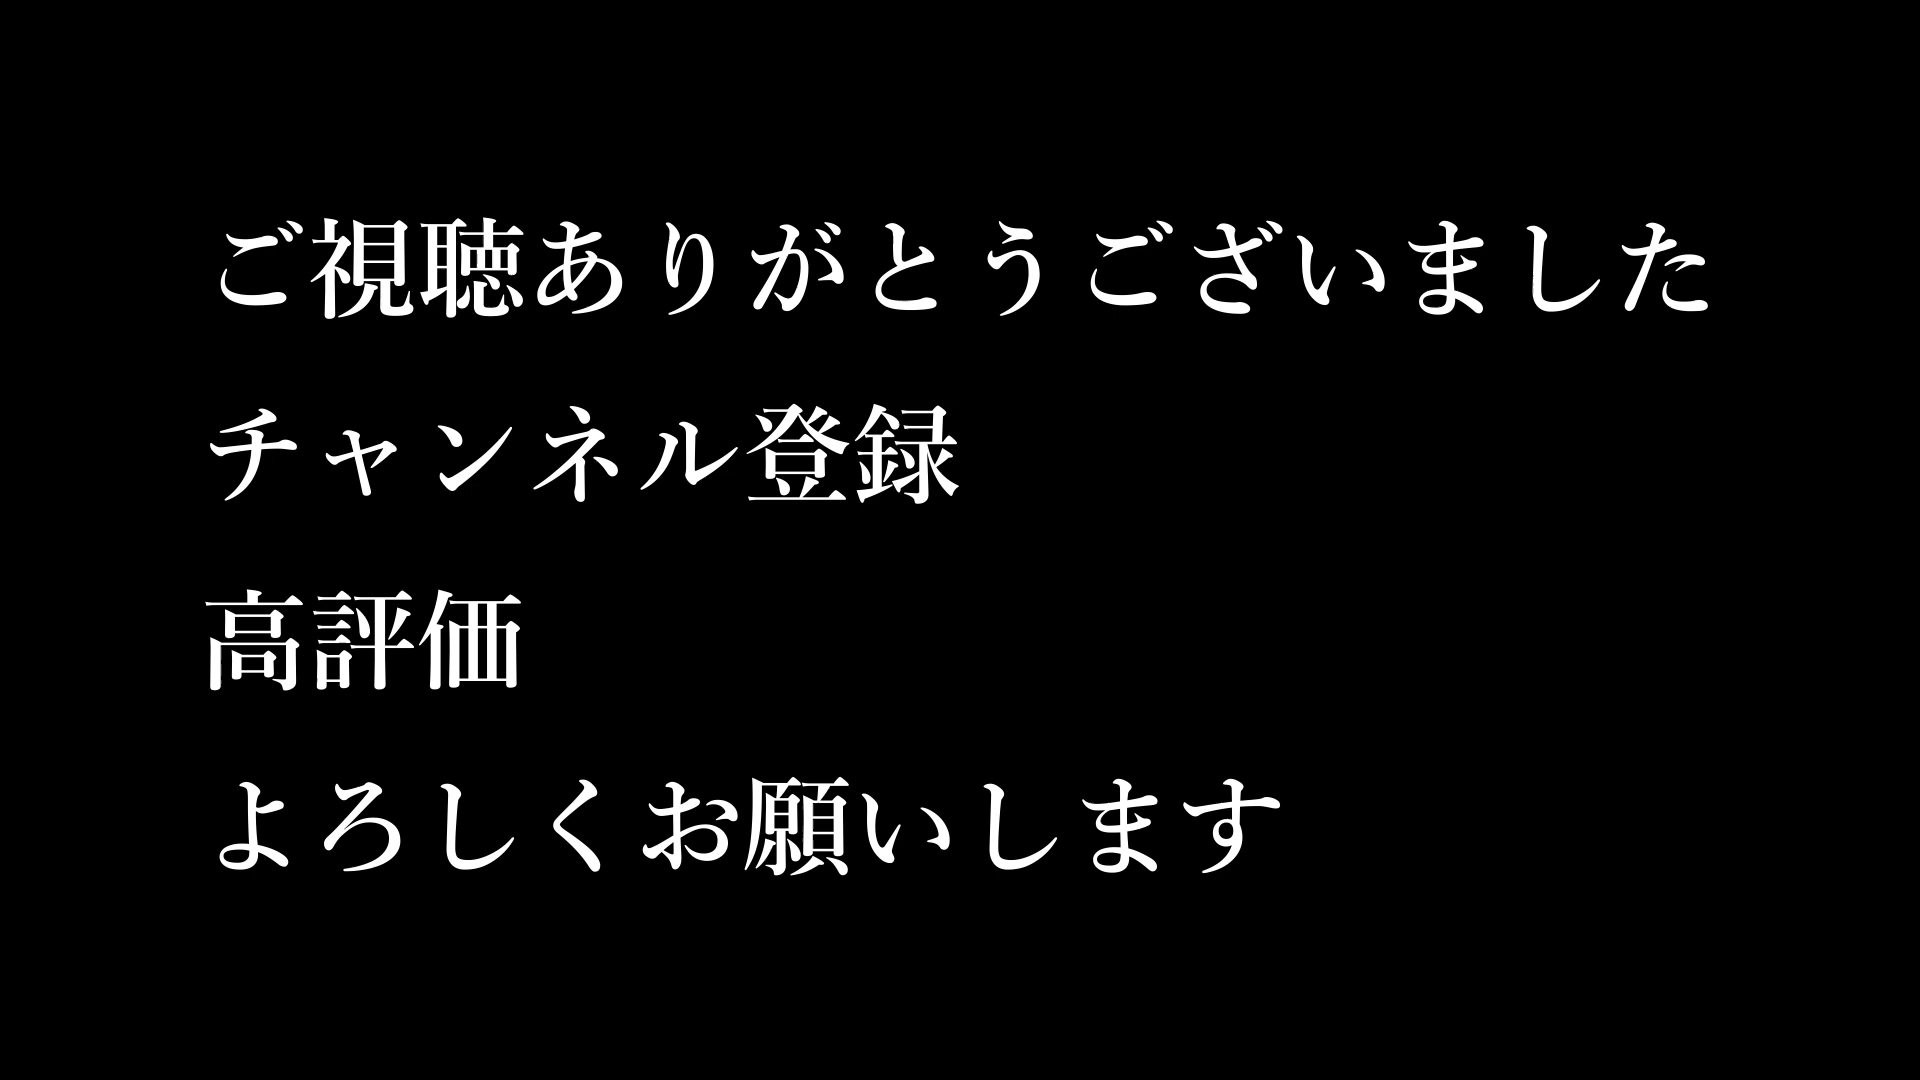 ご視聴ありがとうございました
チャンネル登録
高評価
よろしくお願いします